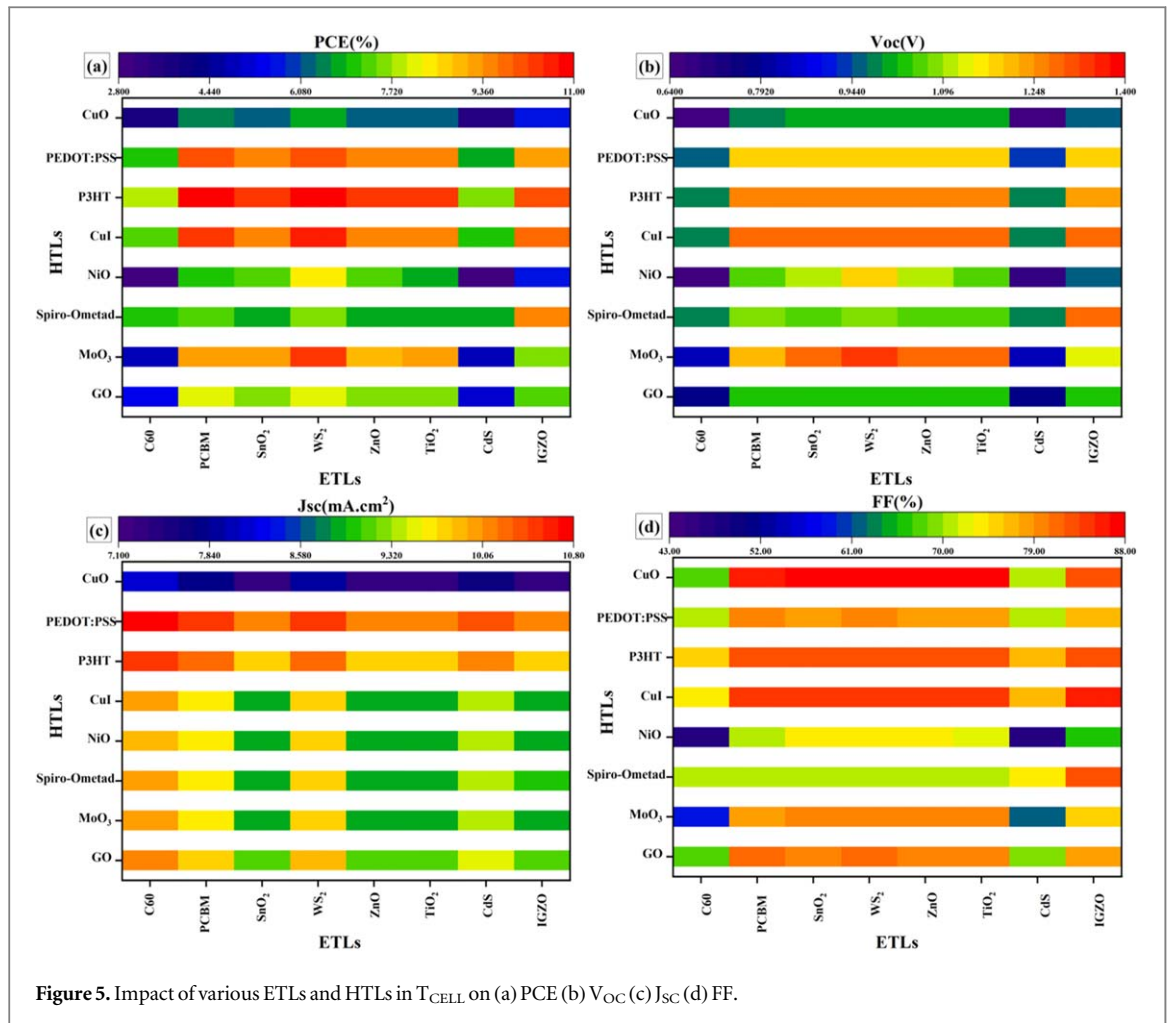 PCE(%)
(a)
2.800 4.440 6.080 7.720 9.360 11.00
CuO
PEDOT:PSS
P3HT
CuI
NiO
Spiro-Ometad
MoO₃
GO
HTLs
C60 PCBM SnO₂ WS₂ ZnO TiO₂ CdS IGZO
ETLs
Voc(V)
(b)
0.6400 0.7920 0.9440 1.096 1.248 1.400
CuO
PEDOT:PSS
P3HT
CuI
NiO
Spiro-Ometad
MoO₃
GO
HTLs
C60 PCBM SnO₂ WS₂ ZnO TiO₂ CdS IGZO
ETLs
Jsc(mA.cm²)
(c)
7.100 7.840 8.580 9.320 10.06 10.80
CuO
PEDOT:PSS
P3HT
CuI
NiO
Spiro-Ometad
MoO₃
GO
HTLs
C60 PCBM SnO₂ WS₂ ZnO TiO₂ CdS IGZO
ETLs
FF(%)
(d)
43.00 52.00 61.00 70.00 79.00 88.00
CuO
PEDOT:PSS
P3HT
CuI
NiO
Spiro-Ometad
MoO₃
GO
HTLs
C60 PCBM SnO₂ WS₂ ZnO TiO₂ CdS IGZO
ETLs
Figure 5. Impact of various ETLs and HTLs in T_CELL on (a) PCE (b) V_OC (c) J_SC (d) FF.